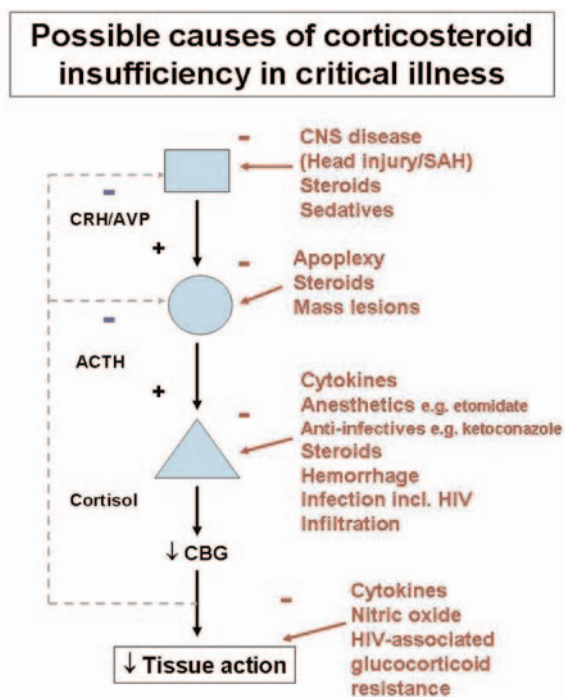 Possible causes of corticosteroid
insufficiency in critical illness
-
CNS disease
(Head injury/SAH)
Steroids
Sedatives
-
CRH/AVP
+
-
Apoplexy
Steroids
Mass lesions
-
ACTH
+
-
Cytokines
Anesthetics e.g. etomidate
Anti-infectives e.g. ketoconazole
Steroids
Hemorrhage
Infection incl. HIV
Infiltration
Cortisol
↓ CBG
-
Cytokines
Nitric oxide
HIV-associated
glucocorticoid
resistance
↓ Tissue action